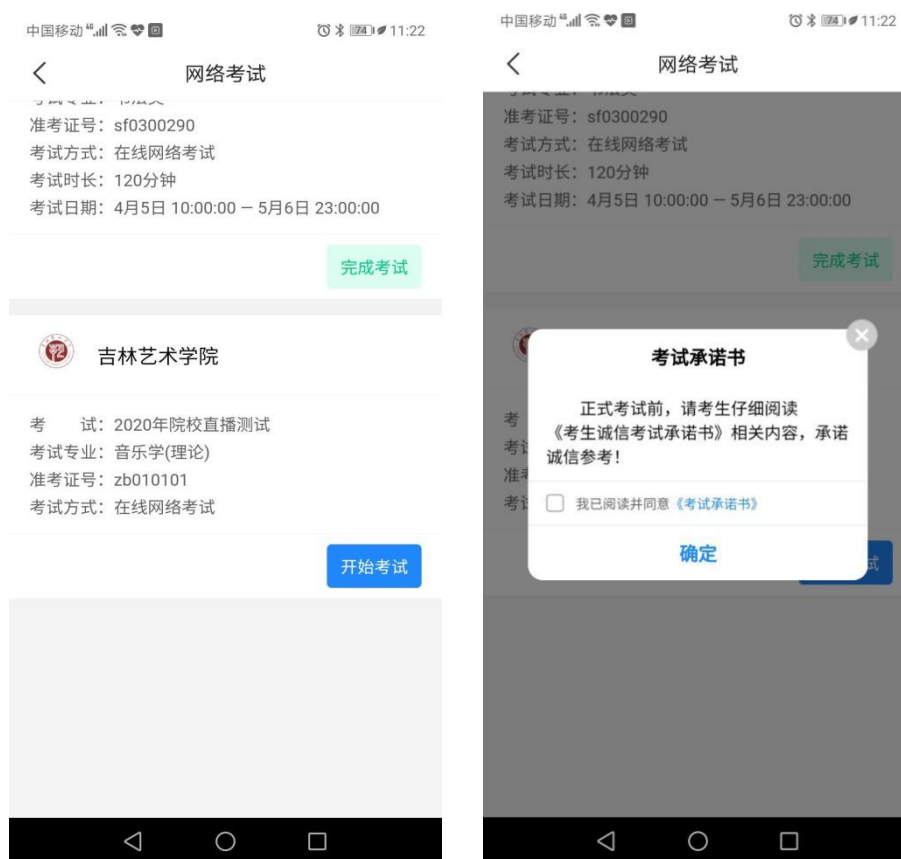 中国移动 11:22
网络考试
准考证号：sf0300290
考试方式：在线网络考试
考试时长：120分钟
考试日期：4月5日 10:00:00 — 5月6日 23:00:00
完成考试
吉林艺术学院
考 试：2020年院校直播测试
考试专业：音乐学(理论)
准考证号：zb010101
考试方式：在线网络考试
开始考试
中国移动 11:22
网络考试
准考证号：sf0300290
考试方式：在线网络考试
考试时长：120分钟
考试日期：4月5日 10:00:00 — 5月6日 23:00:00
完成考试
考试承诺书
正式考试前，请考生仔细阅读
《考生诚信考试承诺书》相关内容，承诺
诚信参考！
我已阅读并同意《考试承诺书》
确定